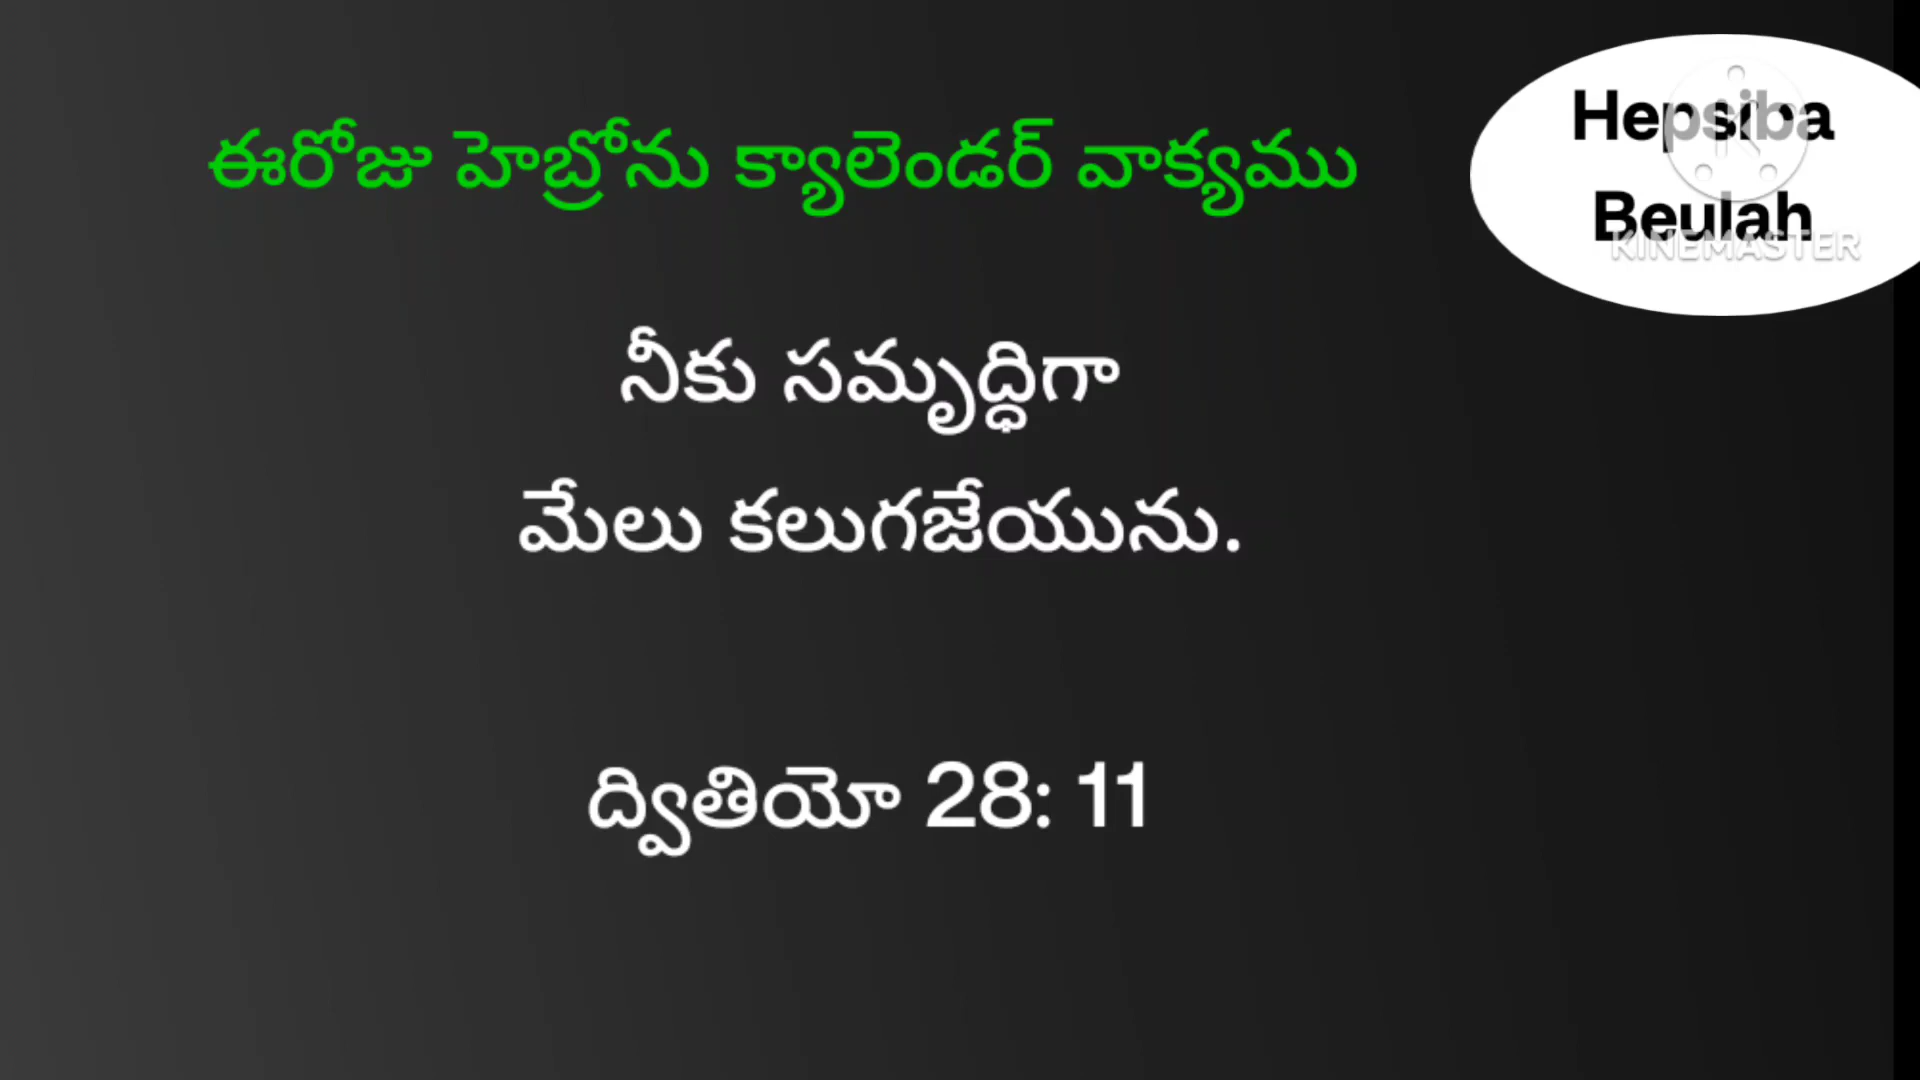 ఈరోజు హెబ్రోను క్యాలెండర్ వాక్యము
Hepsiba
Beulah
KINEMASTER
నీకు సమృద్ధిగా
మేలు కలుగజేయును.
ద్వితియో 28: 11